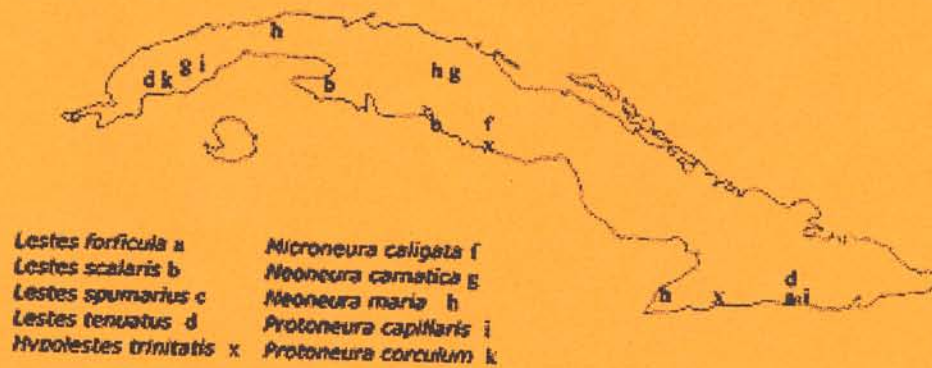 h
h g
g i
d k
b
b
f
x
d
h x a i
Lestes forficula a
Lestes scalaris b
Lestes spumarius c
Lestes tenuatus d
Hypolestes trinitatis x
Microneura caligata f
Neoneura carnatica g
Neoneura maria h
Protoneura capillaris i
Protoneura corculum k